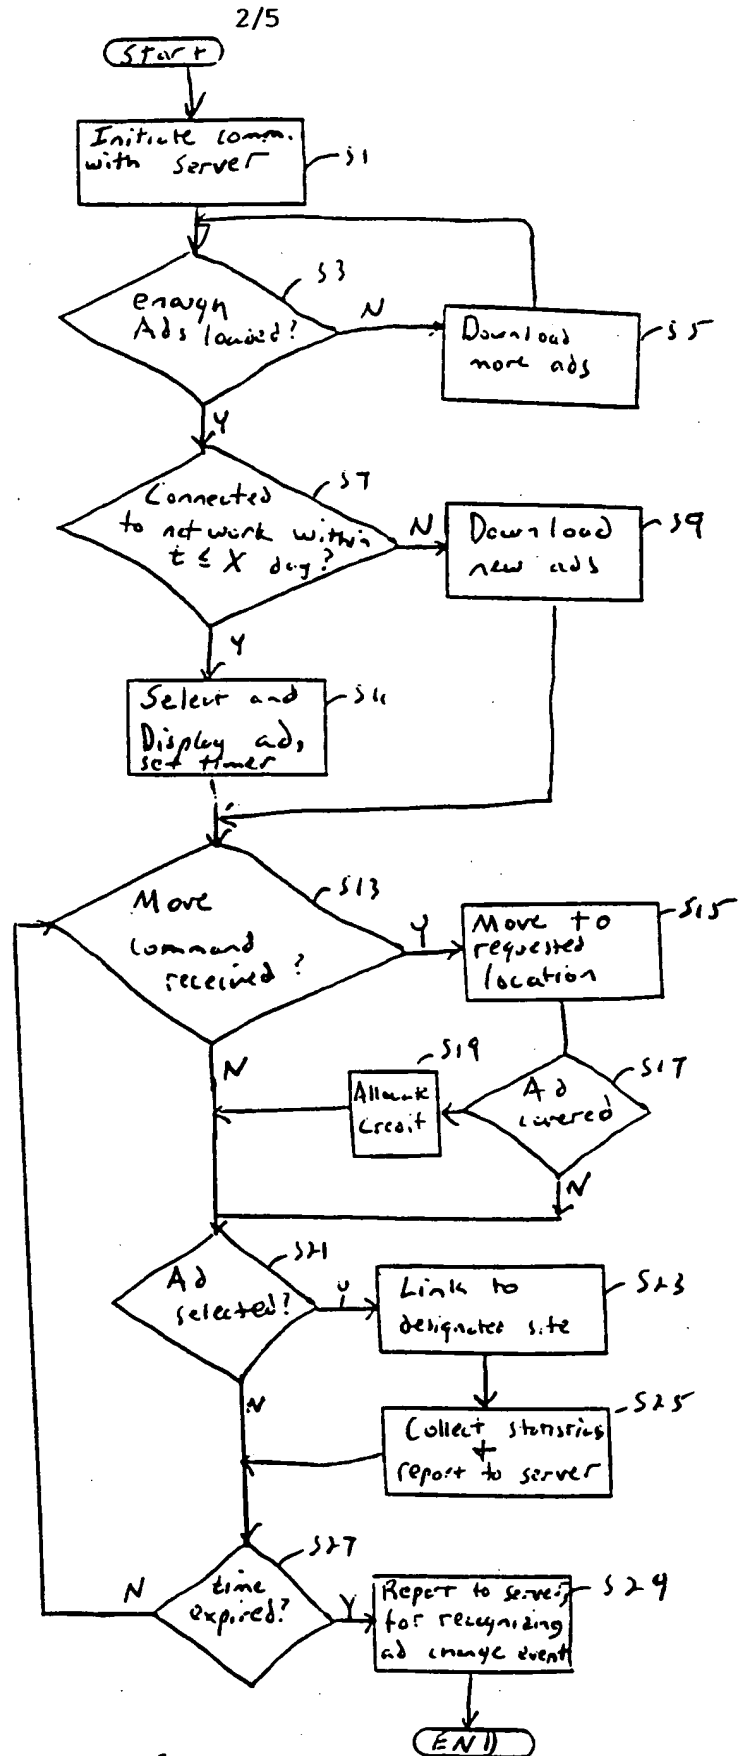 2/5
Start
Initiate comm.
with Server
S1
S3
enough
Ads loaded?
N
Download
more ads
S5
Y
S7
Connected
to network within
t ≤ X day?
N
Download
new ads
S9
Y
Select and
Display ad,
set timer
S11
S13
Move
command
received?
Y
Move to
requested
location
S15
N
S19
Allocate
Credit
S17
Ad
covered
N
S21
Ad
selected?
Y
Link to
designated site
S23
N
Collect statistics
+
report to server
S25
S27
time
expired?
N
Y
Report to server,
for recognizing
ad change event
S29
END